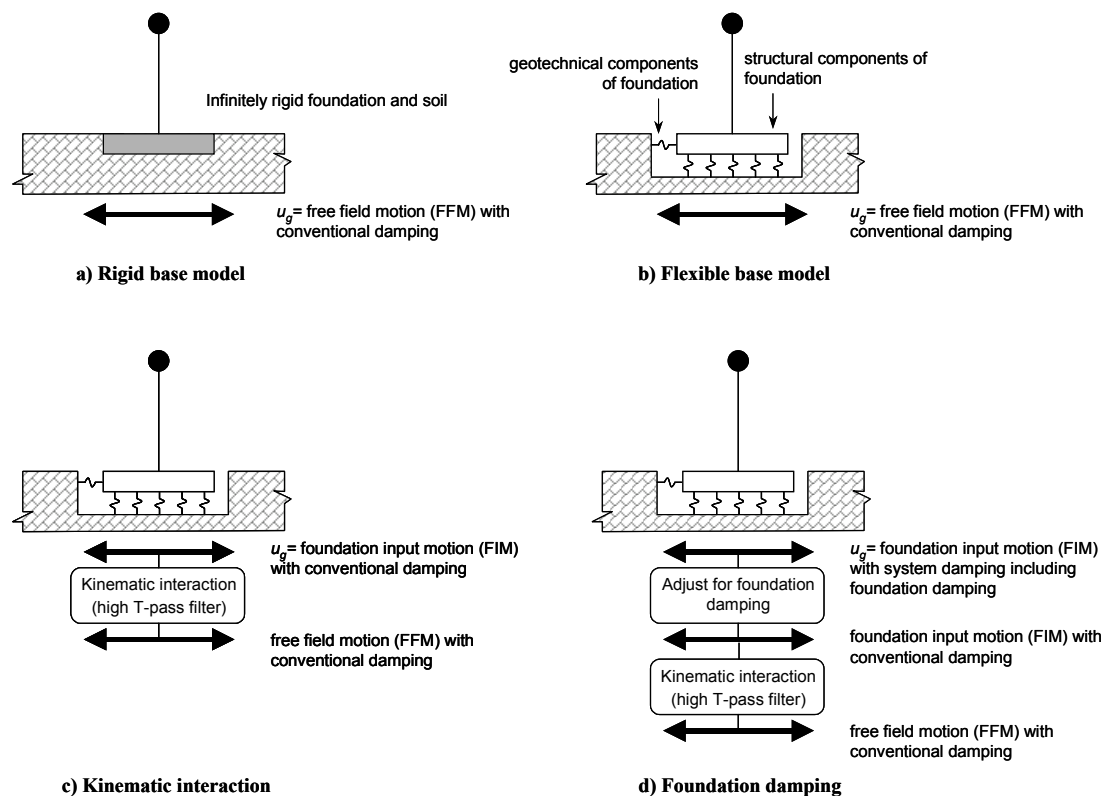 Infinitely rigid foundation and soil
u_g= free field motion (FFM) with
conventional damping
a) Rigid base model
geotechnical components
of foundation
structural components of
foundation
u_g= free field motion (FFM) with
conventional damping
b) Flexible base model
u_g= foundation input motion (FIM)
with conventional damping
Kinematic interaction
(high T-pass filter)
free field motion (FFM) with
conventional damping
c) Kinematic interaction
u_g= foundation input motion (FIM)
with system damping including
foundation damping
Adjust for foundation
damping
foundation input motion (FIM) with
conventional damping
Kinematic interaction
(high T-pass filter)
free field motion (FFM) with
conventional damping
d) Foundation damping